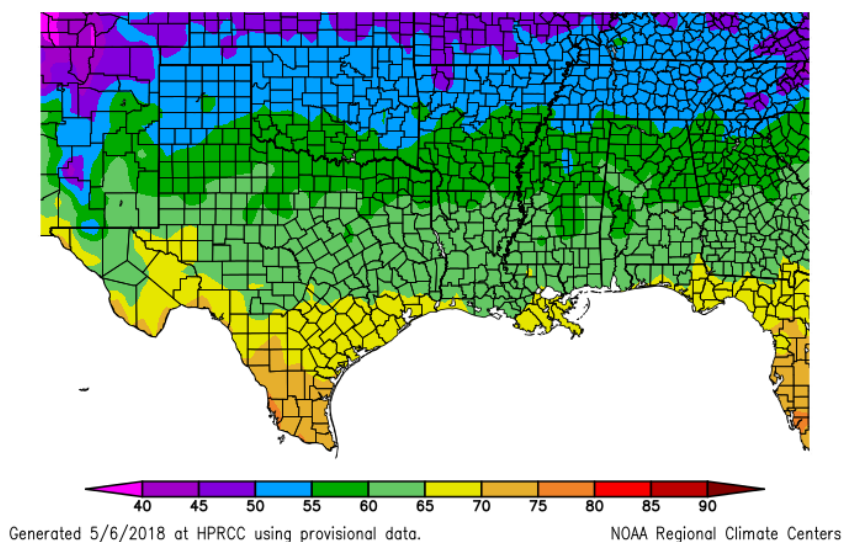 40 45 50 55 60 65 70 75 80 85 90
Generated 5/6/2018 at HPRCC using provisional data. NOAA Regional Climate Centers